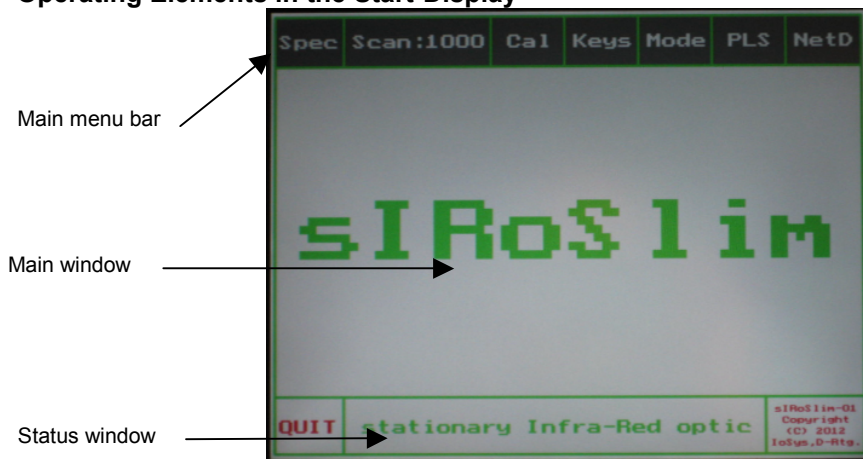 Operating Elements in the Start Display
Spec Scan:1000 Cal Keys Mode PLS NetD
Main menu bar
sIRoSlim
Main window
QUIT stationary Infra-Red optic
sIRoSlim-01
Copyright
(C) 2012
IoSys,D-Rtg.
Status window